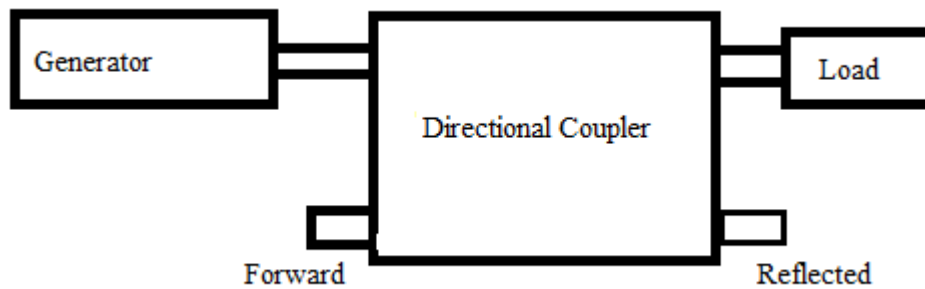 Generator
Load
Directional Coupler
Forward
Reflected